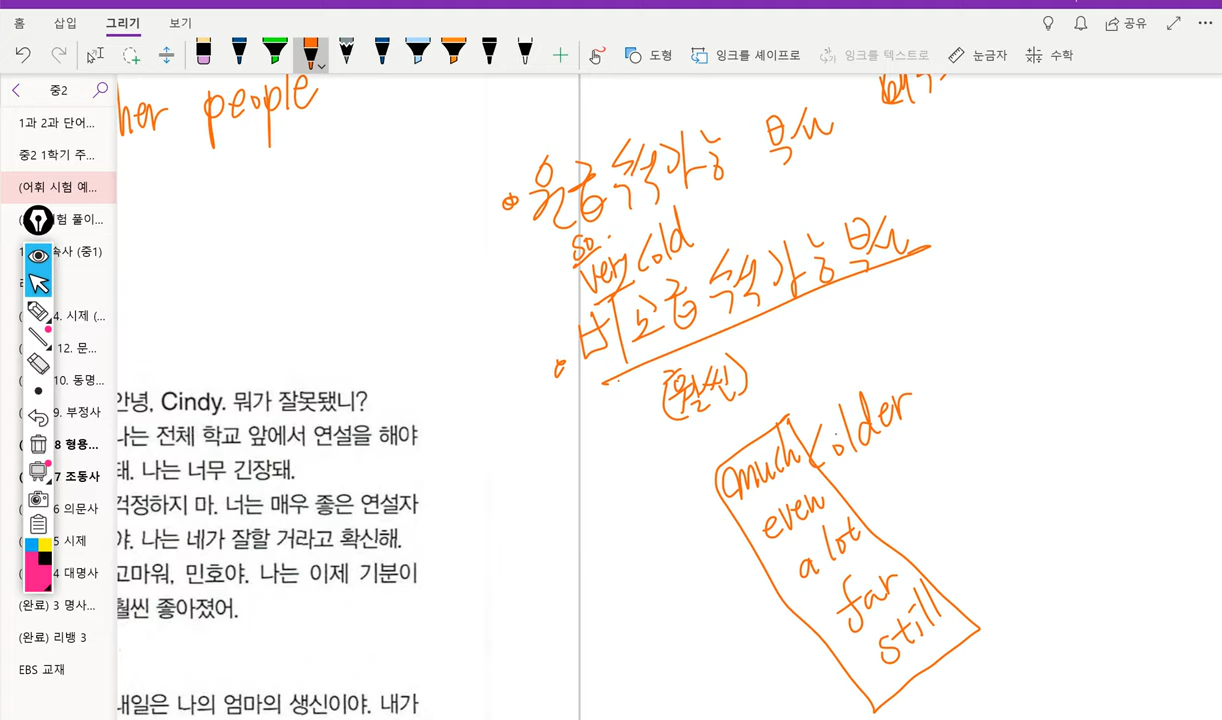 홈 삽입 그리기 보기
공유
도형 잉크를 셰이프로 잉크를 텍스트로 눈금자 수학
중2
1과 2과 단어...
중2 1학기 주...
(어휘 시험 예...
험 풀이...
속사 (중1)
4. 시제 (...
12. 문...
10. 동명...
9. 부정사
8 형용...
7 조동사
6 의문사
5 시제
4 대명사
(완료) 3 명사...
(완료) 리뱅 3
EBS 교재
her people
안녕, Cindy. 뭐가 잘못됐니?
나는 전체 학교 앞에서 연설을 해야
돼. 나는 너무 긴장돼.
걱정하지 마. 너는 매우 좋은 연설자
야. 나는 네가 잘할 거라고 확신해.
고마워, 민호야. 나는 이제 기분이
훨씬 좋아졌어.
내일은 나의 엄마의 생신이야. 내가
원급 수식가능 부사
so
very cold
비교급 수식가능 부사
(훨씬)
much colder
even
a lot
far
still